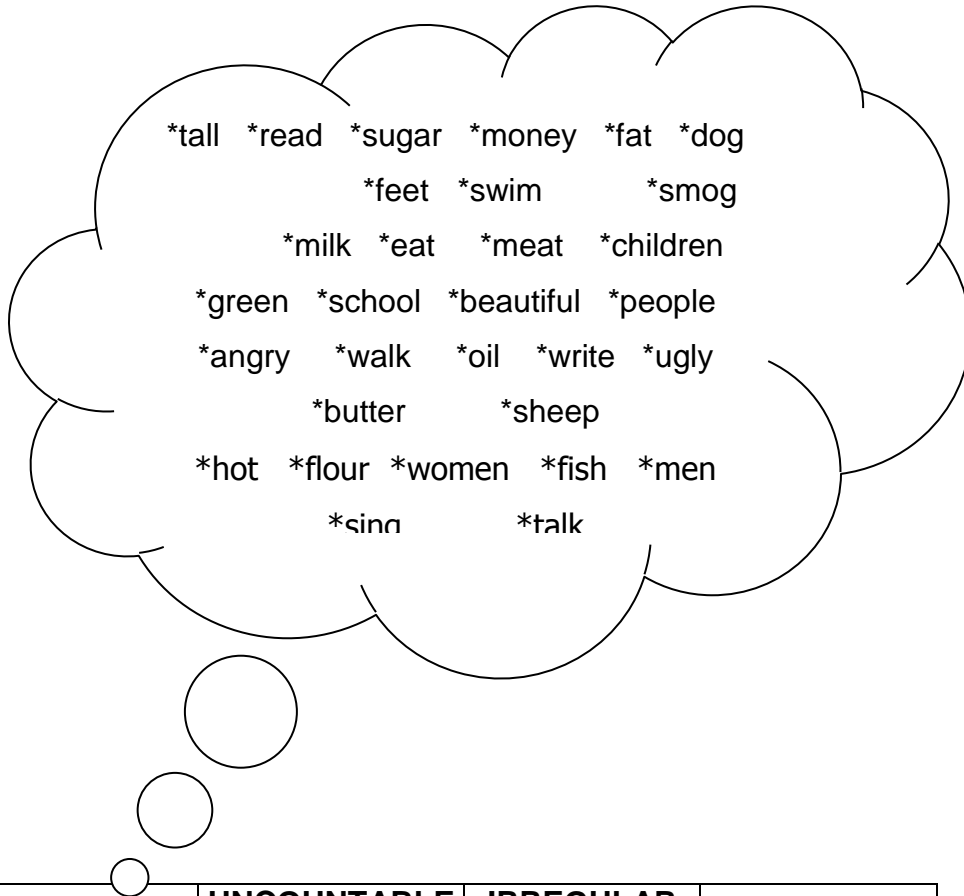 *tall *read *sugar *money *fat *dog
*feet *swim *smog
*milk *eat *meat *children
*green *school *beautiful *people
*angry *walk *oil *write *ugly
*butter *sheep
*hot *flour *women *fish *men
*sing *talk
UNCOUNTABLE IRREGULAR